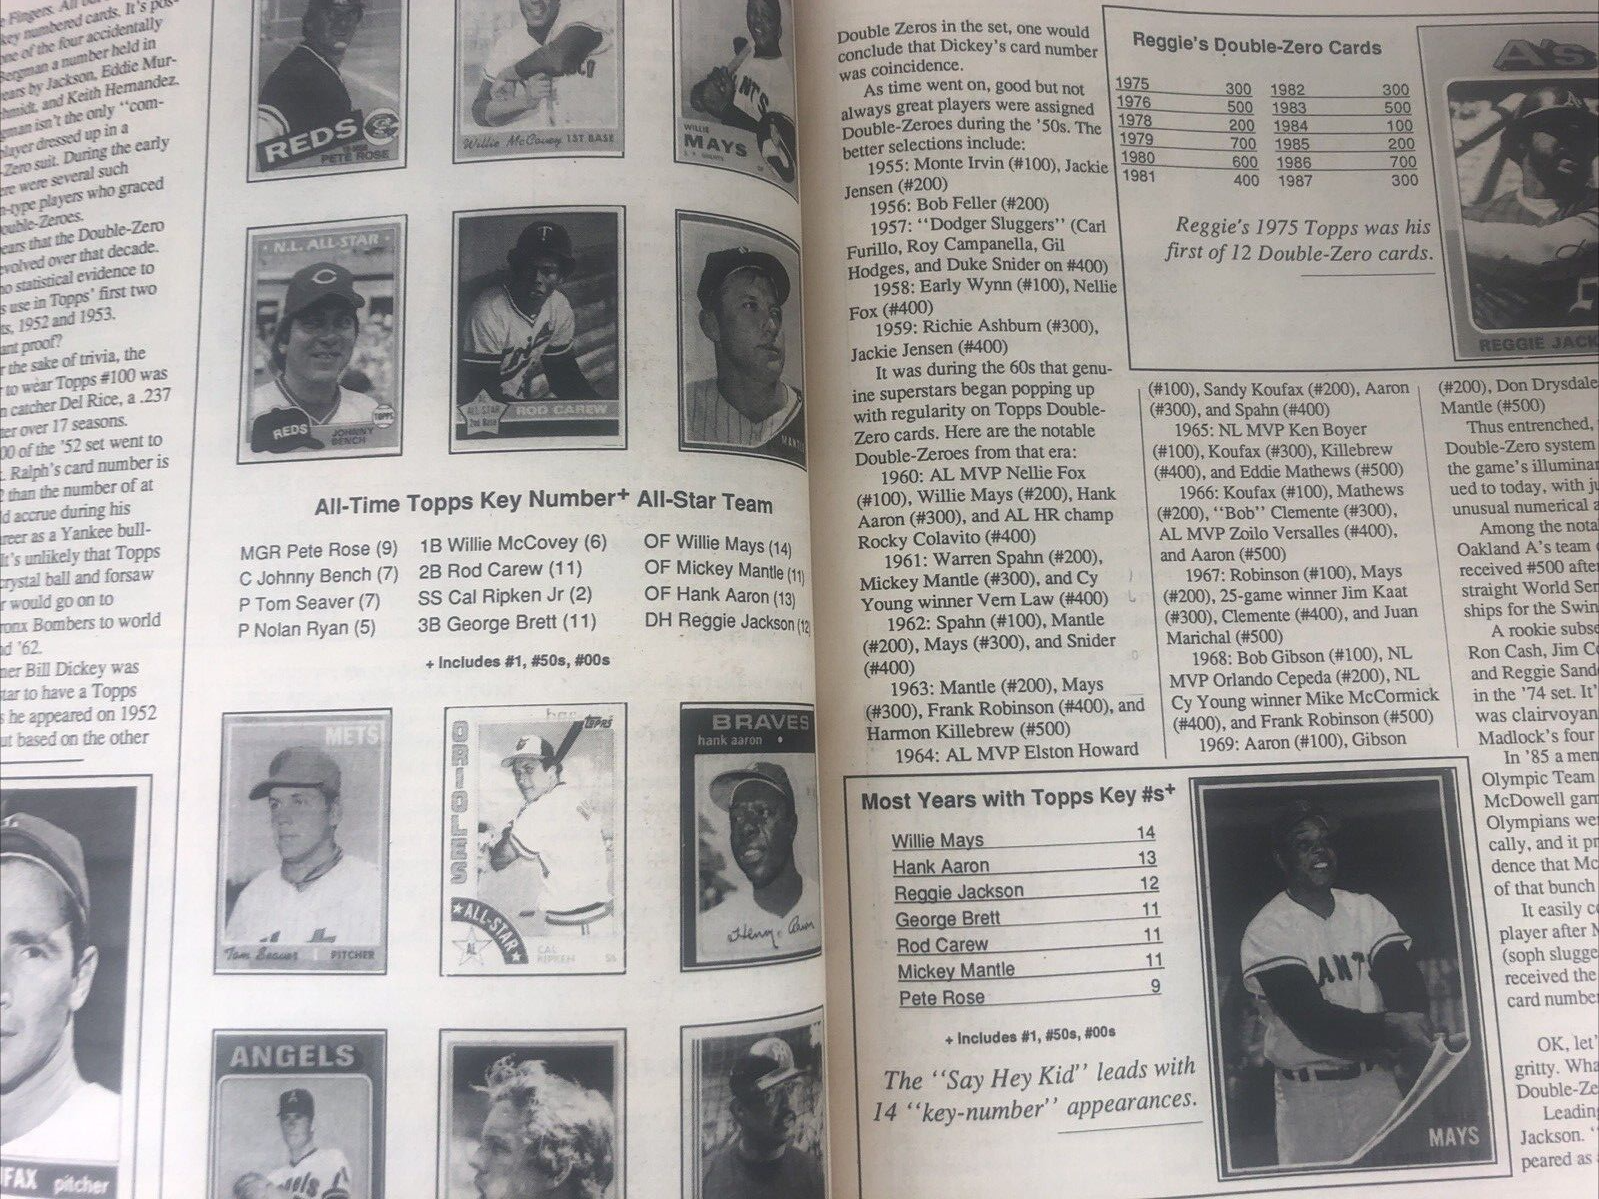 Fingers. All
key numbered cards. It's pos-
one of the four accidentally
Bergman a number held in
years by Jackson, Eddie Mur-
and Keith Hernandez.
isn't the only "com-
player dressed up in a
-Zero suit. During the early
were several such
-type players who graced
ears that the Double-Zero
evolved over that decade.
no statistical evidence to
s use in Topps' first two
1952 and 1953.
proof?
the sake of trivia, the
to wear Topps #100 was
catcher Del Rice, a .237
over 17 seasons.
00 of the '52 set went to
Ralph's card number is
than the number of at
accrue during his
as a Yankee bull-
It's unlikely that Topps
crystal ball and forsaw
would go on to
Bombers to world
'62.
Bill Dickey was
to have a Topps
he appeared on 1952
but based on the other
FAX pitcher
REDS
PETE ROSE
Willie McCovey 1ST BASE
WILLIE
MAYS
N.L. ALL-STAR
REDS
JOHNNY
BENCH
TOPPS
ALL-STAR
2nd Base
ROD CAREW
All-Time Topps Key Number+ All-Star Team
MGR Pete Rose (9)
C Johnny Bench (7)
P Tom Seaver (7)
P Nolan Ryan (5)
1B Willie McCovey (6)
2B Rod Carew (11)
SS Cal Ripken Jr (2)
3B George Brett (11)
OF Willie Mays (14)
OF Mickey Mantle (11)
OF Hank Aaron (13)
DH Reggie Jackson (12
+ Includes #1, #50s, #00s
METS
Tom Seaver PITCHER
topps
ORIOLES
ALL-STAR
AL
CAL
RIPKEN
SS
BRAVES
hank aaron
Henry Aaron
ANGELS
Double Zeros in the set, one would
conclude that Dickey's card number
was coincidence.
As time went on, good but not
always great players were assigned
Double-Zeroes during the '50s. The
better selections include:
1955: Monte Irvin (#100), Jackie
Jensen (#200)
1956: Bob Feller (#200)
1957: "Dodger Sluggers" (Carl
Furillo, Roy Campanella, Gil
Hodges, and Duke Snider on #400)
1958: Early Wynn (#100), Nellie
Fox (#400)
1959: Richie Ashburn (#300),
Jackie Jensen (#400)
It was during the 60s that genu-
ine superstars began popping up
with regularity on Topps Double-
Zero cards. Here are the notable
Double-Zeroes from that era:
1960: AL MVP Nellie Fox
(#100), Willie Mays (#200), Hank
Aaron (#300), and AL HR champ
Rocky Colavito (#400)
1961: Warren Spahn (#200),
Mickey Mantle (#300), and Cy
Young winner Vern Law (#400)
1962: Spahn (#100), Mantle
(#200), Mays (#300), and Snider
(#400)
1963: Mantle (#200), Mays
(#300), Frank Robinson (#400), and
Harmon Killebrew (#500)
1964: AL MVP Elston Howard
Reggie's Double-Zero Cards
1975 300 1982 300
1976 500 1983 500
1978 200 1984 100
1979 700 1985 200
1980 600 1986 700
1981 400 1987 300
Reggie's 1975 Topps was his
first of 12 Double-Zero cards.
A's
REGGIE JACK
(#100), Sandy Koufax (#200), Aaron
(#300), and Spahn (#400)
1965: NL MVP Ken Boyer
(#100), Koufax (#300), Killebrew
(#400), and Eddie Mathews (#500)
1966: Koufax (#100), Mathews
(#200), "Bob" Clemente (#300),
AL MVP Zoilo Versalles (#400),
and Aaron (#500)
1967: Robinson (#100), Mays
(#200), 25-game winner Jim Kaat
(#300), Clemente (#400), and Juan
Marichal (#500)
1968: Bob Gibson (#100), NL
MVP Orlando Cepeda (#200), NL
Cy Young winner Mike McCormick
(#400), and Frank Robinson (#500)
1969: Aaron (#100), Gibson
(#200), Don Drysdale
Mantle (#500)
Thus entrenched,
Double-Zero system
the game's illuminar
ued to today, with ju
unusual numerical a
Among the nota
Oakland A's team
received #500 after
straight World Ser
ships for the Swin
A rookie subse
Ron Cash, Jim C
and Reggie Sand
in the '74 set. It'
was clairvoyan
Madlock's four
In '85 a mem
Olympic Team
McDowell gar
Olympians we
cally, and it pr
dence that Mc
of that bunch
It easily c
player after M
(soph slugge
received the
card number
OK, let'
gritty. Wha
Double-Ze
Leading
Jackson. "
peared as
Most Years with Topps Key #s+
Willie Mays 14
Hank Aaron 13
Reggie Jackson 12
George Brett 11
Rod Carew 11
Mickey Mantle 11
Pete Rose 9
+ Includes #1, #50s, #00s
The "Say Hey Kid" leads with
14 "key-number" appearances.
GIANTS
MAYS